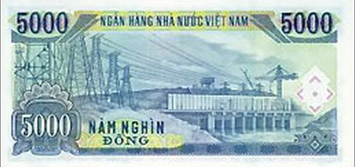 5000 NGÂN HÀNG NHÀ NƯỚC VIỆT NAM 5000
5000 NĂM NGHÌN
ĐỒNG